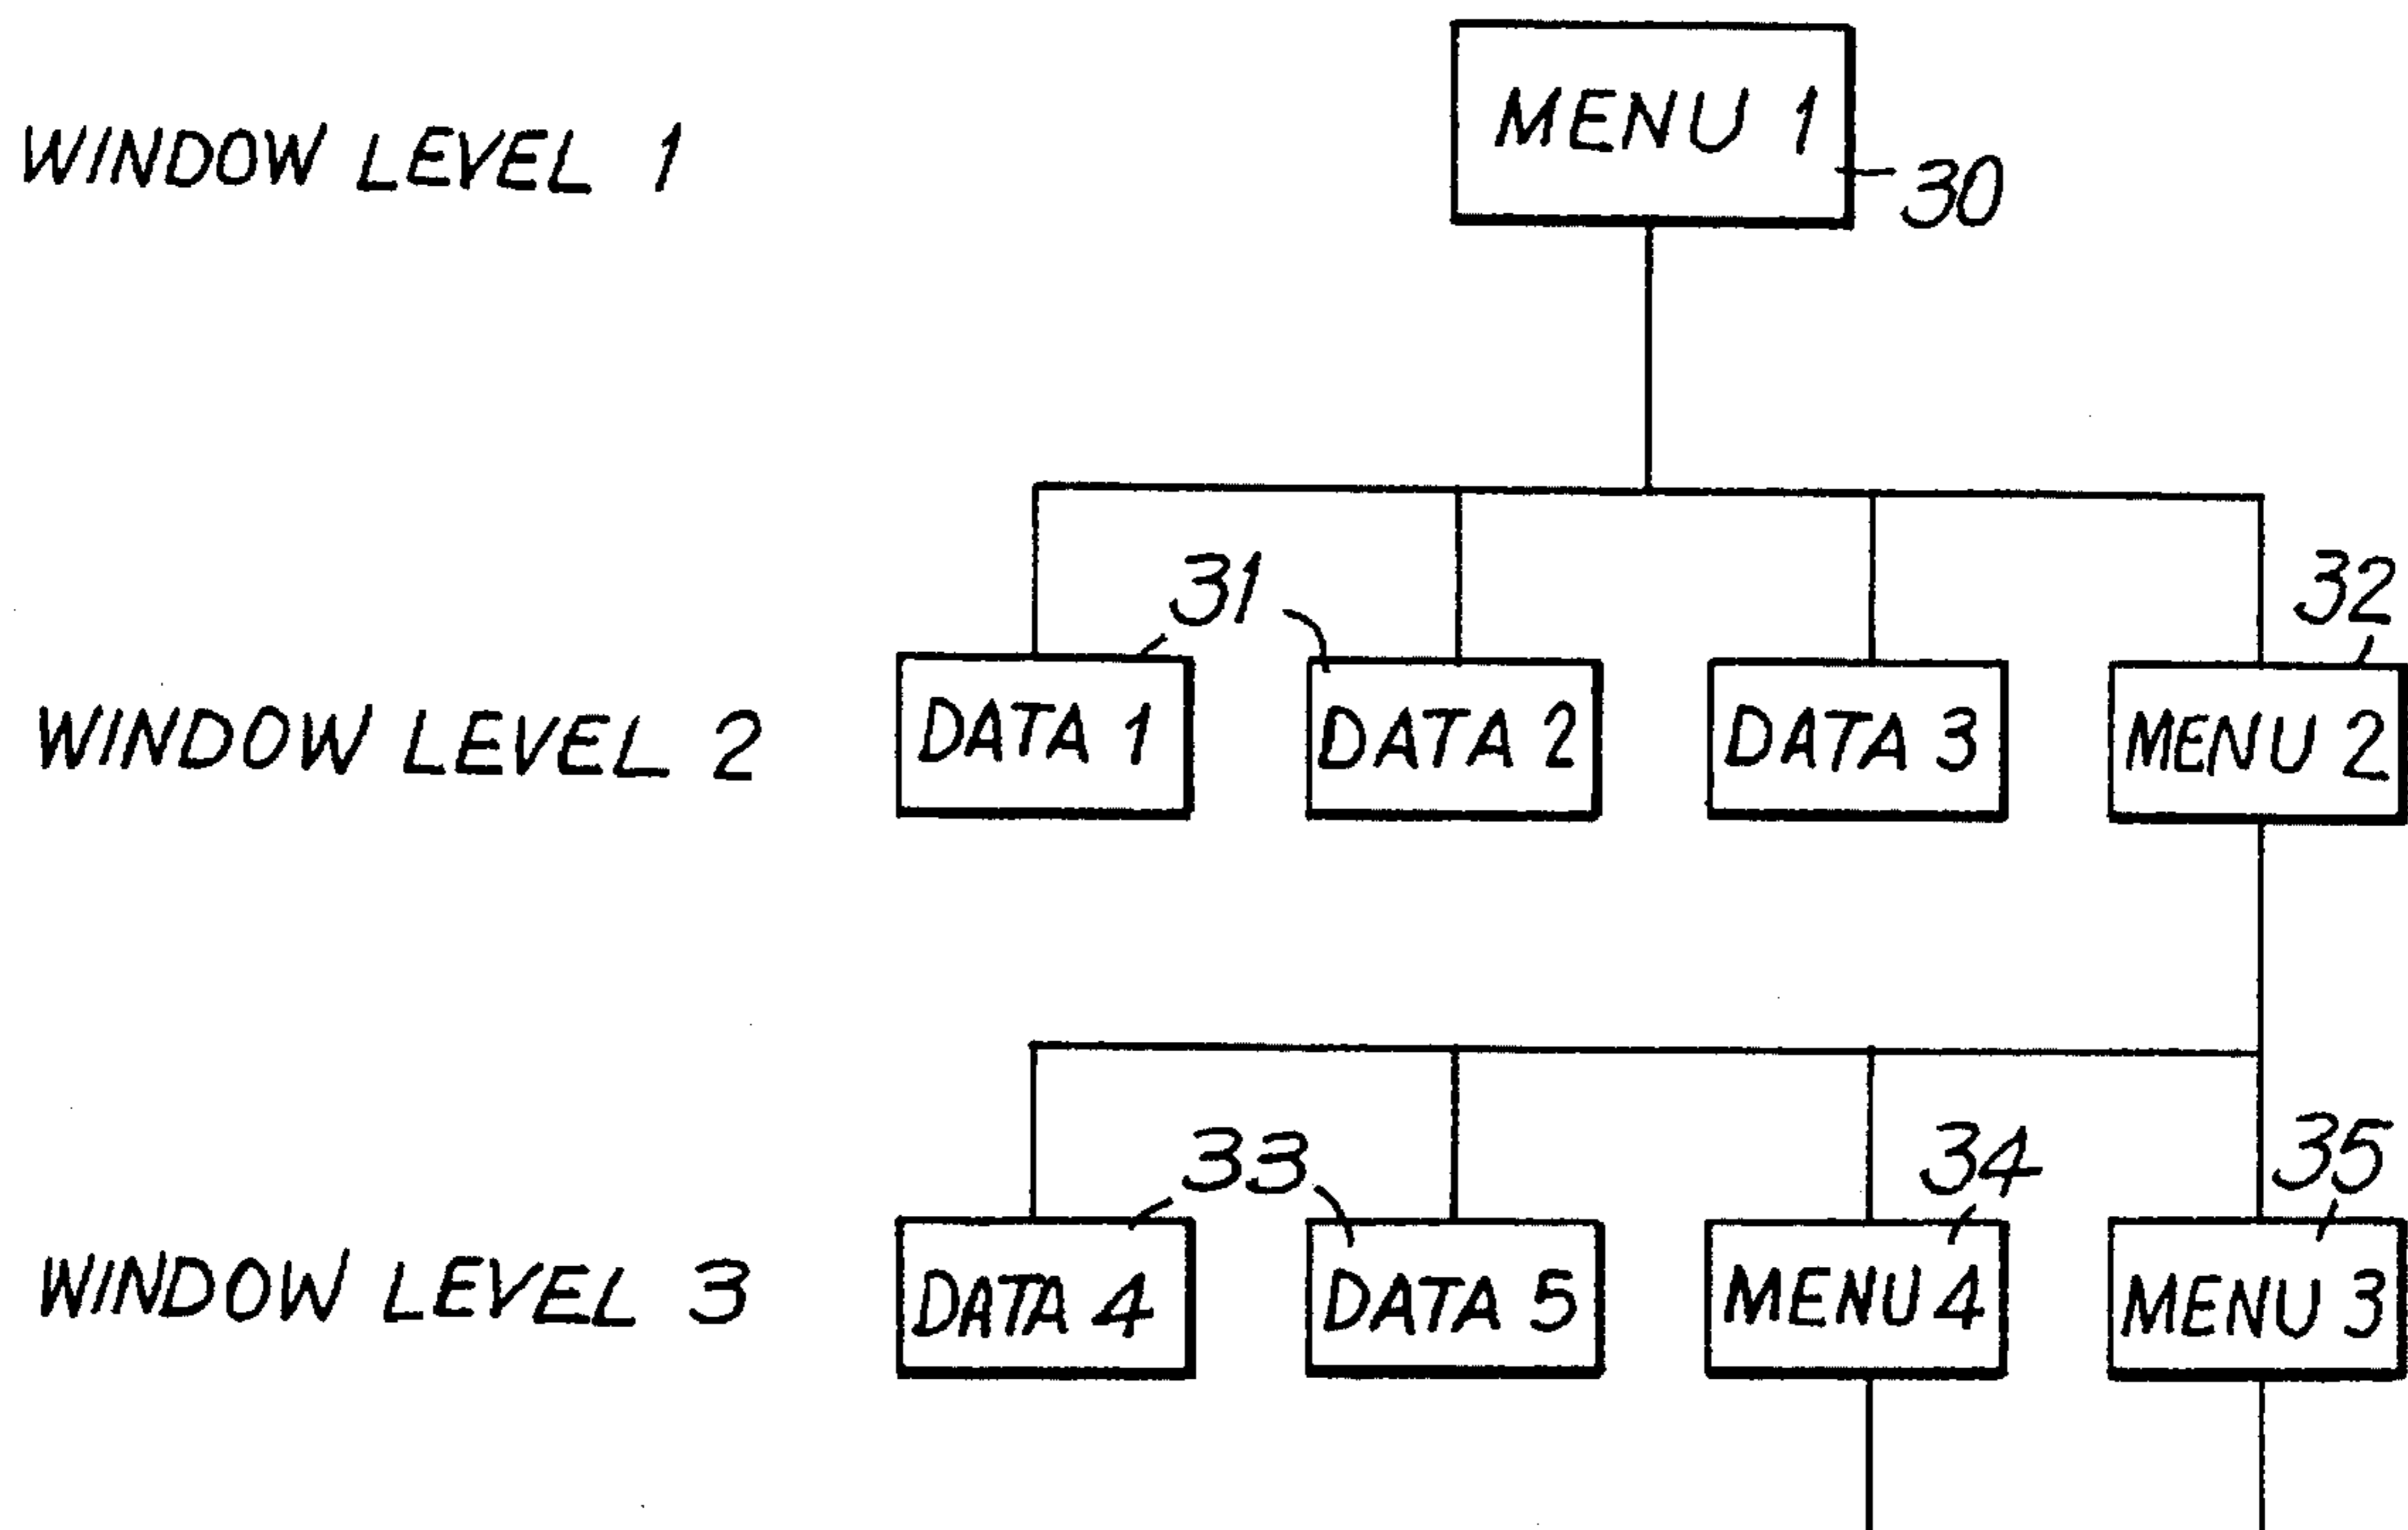 MENU 1
WINDOW LEVEL 1
30
31
32
WINDOW LEVEL 2
DATA 1
DATA 2
DATA 3
MENU 2
33
34
35
WINDOW LEVEL 3
DATA 4
DATA 5
MENU 4
MENU 3